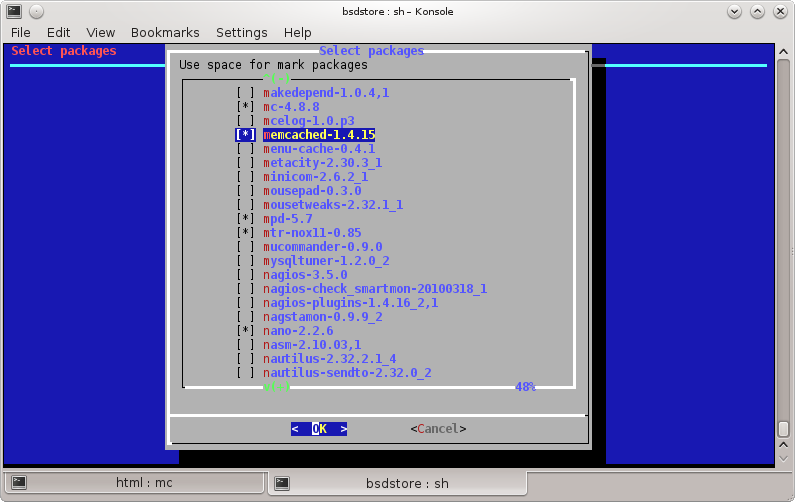 bsdstore : sh – Konsole
File Edit View Bookmarks Settings Help
Select packages
Select packages
Use space for mark packages
[ ] makedepend-1.0.4,1
[*] mc-4.8.8
[ ] mcelog-1.0.p3
[*] memcached-1.4.15
[ ] menu-cache-0.4.1
[ ] metacity-2.30.3_1
[ ] minicom-2.6.2_1
[ ] mousepad-0.3.0
[ ] mousetweaks-2.32.1_1
[*] mpd-5.7
[*] mtr-nox11-0.85
[ ] mucommander-0.9.0
[ ] mysqltuner-1.2.0_2
[ ] nagios-3.5.0
[ ] nagios-check_smartmon-20100318_1
[ ] nagios-plugins-1.4.16_2,1
[ ] nagstamon-0.9.9_2
[*] nano-2.2.6
[ ] nasm-2.10.03,1
[ ] nautilus-2.32.2.1_4
[ ] nautilus-sendto-2.32.0_2
48%
< OK > <Cancel>
html : mc
bsdstore : sh